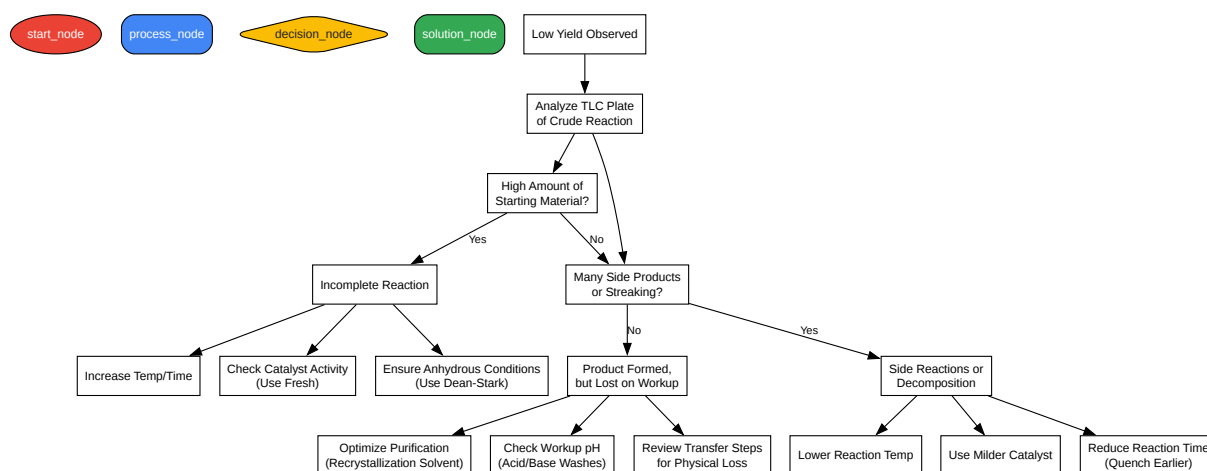 start_node
process_node
decision_node
solution_node
Low Yield Observed
Analyze TLC Plate
of Crude Reaction
High Amount of
Starting Material?
Yes
No
Incomplete Reaction
Many Side Products
or Streaking?
No
Yes
Increase Temp/Time
Check Catalyst Activity
(Use Fresh)
Ensure Anhydrous Conditions
(Use Dean-Stark)
Product Formed,
but Lost on Workup
Side Reactions or
Decomposition
Optimize Purification
(Recrystallization Solvent)
Check Workup pH
(Acid/Base Washes)
Review Transfer Steps
for Physical Loss
Lower Reaction Temp
Use Milder Catalyst
Reduce Reaction Time
(Quench Earlier)